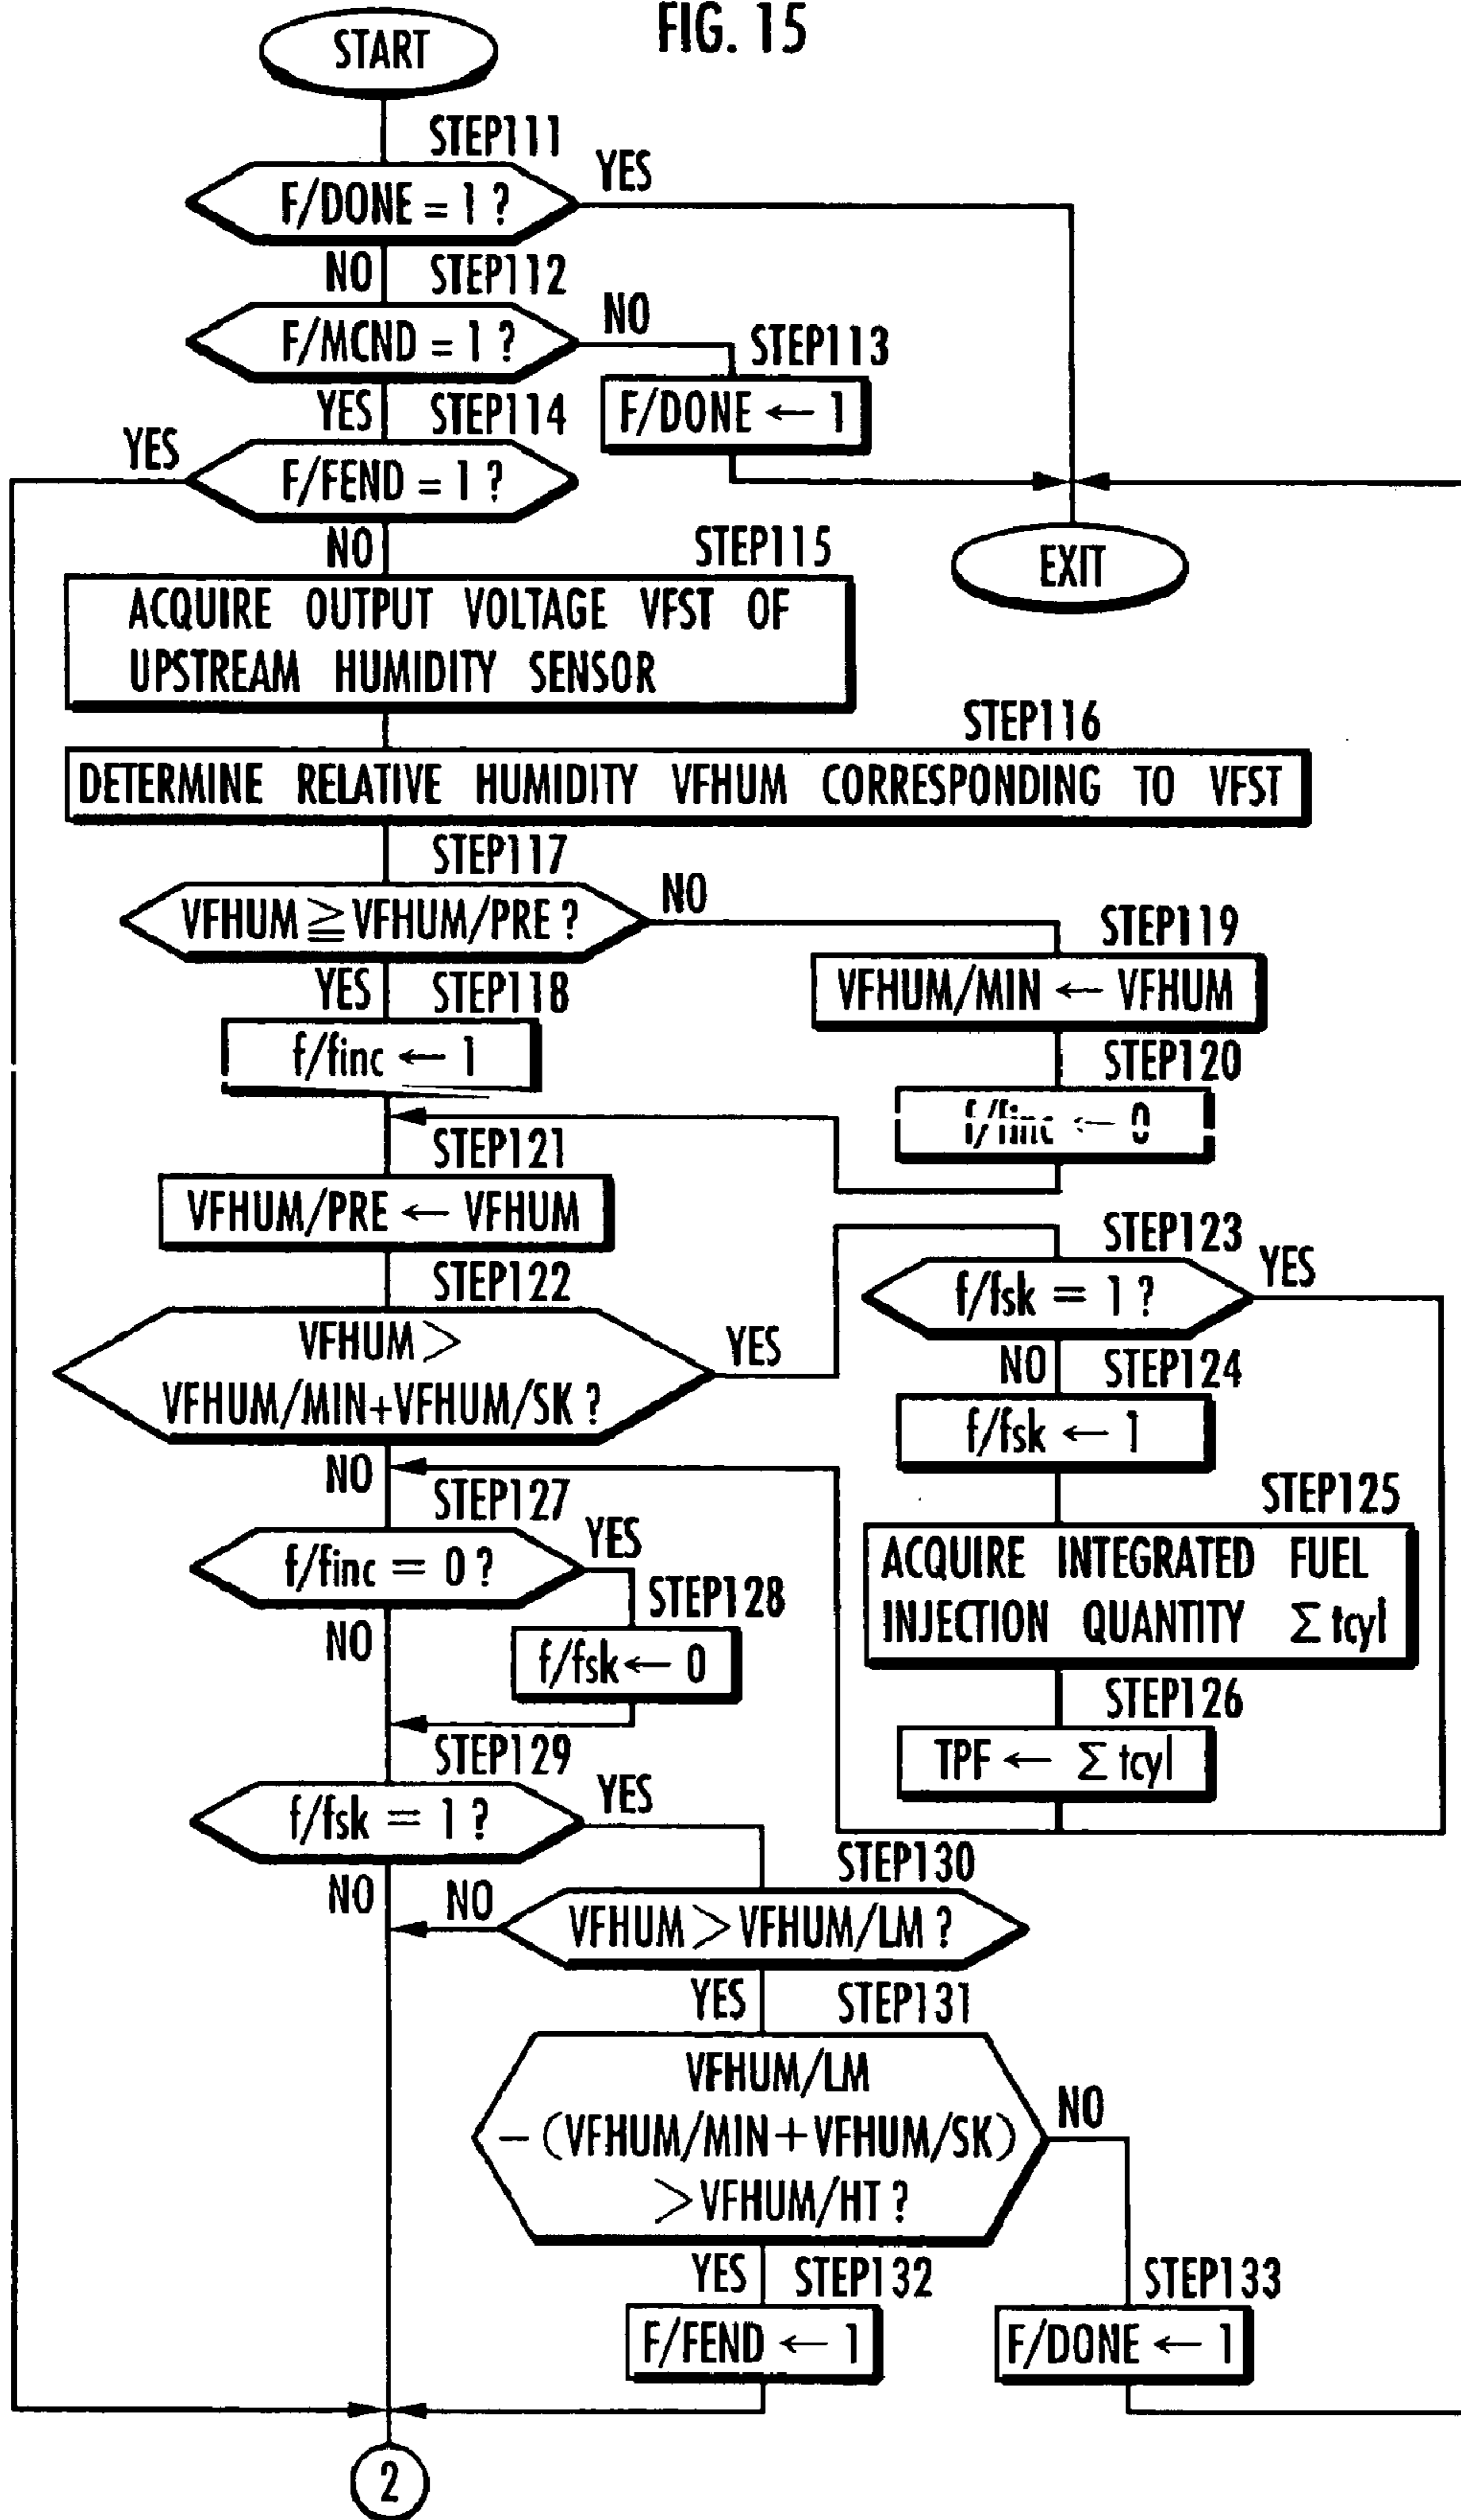 FIG. 15
START
STEP111
F/DONE = 1 ?
YES
NO
STEP112
F/MCND = 1 ?
NO
STEP113
F/DONE ← 1
YES
STEP114
YES
F/FEND = 1 ?
NO
EXIT
STEP115
ACQUIRE OUTPUT VOLTAGE VFST OF
UPSTREAM HUMIDITY SENSOR
STEP116
DETERMINE RELATIVE HUMIDITY VFHUM CORRESPONDING TO VFST
STEP117
VFHUM ≧ VFHUM/PRE ?
NO
STEP119
VFHUM/MIN ← VFHUM
YES
STEP118
f/finc ← 1
STEP120
f/finc ← 0
STEP121
VFHUM/PRE ← VFHUM
STEP122
VFHUM >
VFHUM/MIN+VFHUM/SK ?
YES
STEP123
f/fsk = 1 ?
YES
NO
STEP124
f/fsk ← 1
STEP125
ACQUIRE INTEGRATED FUEL
INJECTION QUANTITY Σ tcyl
STEP126
TPF ← Σ tcyl
NO
STEP127
f/finc = 0 ?
YES
STEP128
f/fsk ← 0
NO
STEP129
f/fsk = 1 ?
YES
NO
STEP130
NO
VFHUM > VFHUM/LM ?
YES
STEP131
VFHUM/LM
− (VFHUM/MIN + VFHUM/SK)
> VFHUM/HT ?
NO
YES
STEP132
F/FEND ← 1
STEP133
F/DONE ← 1
2